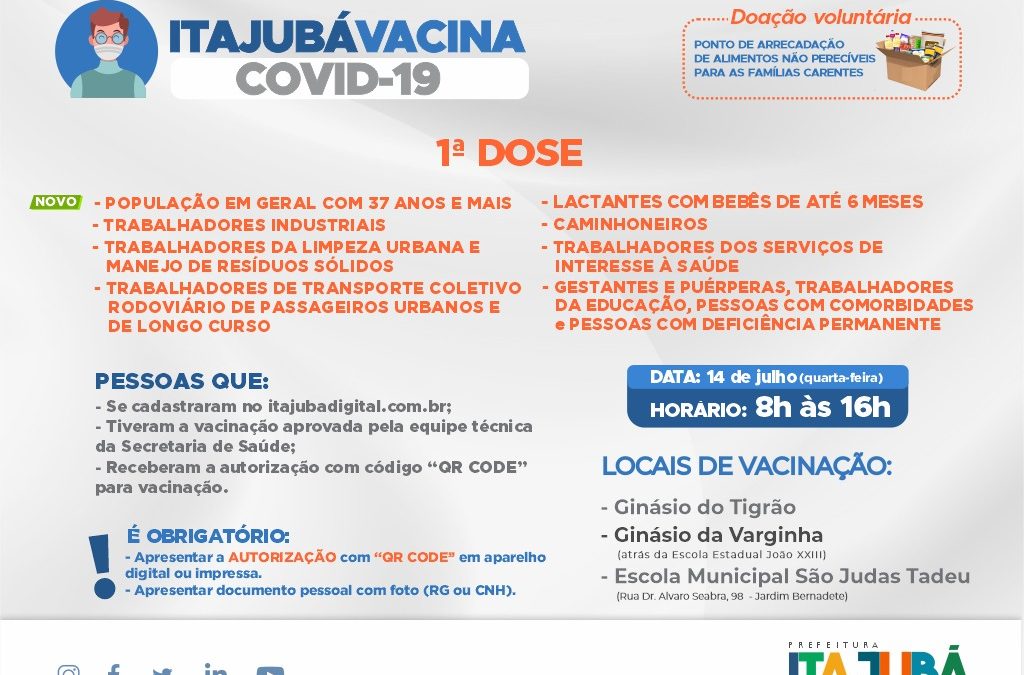 ITAJUBÁVACINA
COVID-19
Doação voluntária
PONTO DE ARRECADAÇÃO
DE ALIMENTOS NÃO PERECÍVEIS
PARA AS FAMÍLIAS CARENTES
1ª DOSE
NOVO
- POPULAÇÃO EM GERAL COM 37 ANOS E MAIS
- TRABALHADORES INDUSTRIAIS
- TRABALHADORES DA LIMPEZA URBANA E
MANEJO DE RESÍDUOS SÓLIDOS
- TRABALHADORES DE TRANSPORTE COLETIVO
RODOVIÁRIO DE PASSAGEIROS URBANOS E
DE LONGO CURSO
- LACTANTES COM BEBÊS DE ATÉ 6 MESES
- CAMINHONEIROS
- TRABALHADORES DOS SERVIÇOS DE
INTERESSE À SAÚDE
- GESTANTES E PUÉRPERAS, TRABALHADORES
DA EDUCAÇÃO, PESSOAS COM COMORBIDADES
e PESSOAS COM DEFICIÊNCIA PERMANENTE
PESSOAS QUE:
- Se cadastraram no itajubadigital.com.br;
- Tiveram a vacinação aprovada pela equipe técnica
da Secretaria de Saúde;
- Receberam a autorização com código “QR CODE”
para vacinação.
! É OBRIGATÓRIO:
- Apresentar a AUTORIZAÇÃO com “QR CODE” em aparelho
digital ou impressa.
- Apresentar documento pessoal com foto (RG ou CNH).
DATA: 14 de julho (quarta-feira)
HORÁRIO: 8h às 16h
LOCAIS DE VACINAÇÃO:
- Ginásio do Tigrão
- Ginásio da Varginha
(atrás da Escola Estadual João XXIII)
- Escola Municipal São Judas Tadeu
(Rua Dr. Alvaro Seabra, 98 - Jardim Bernadete)
PREFEITURA
ITAJUBÁ